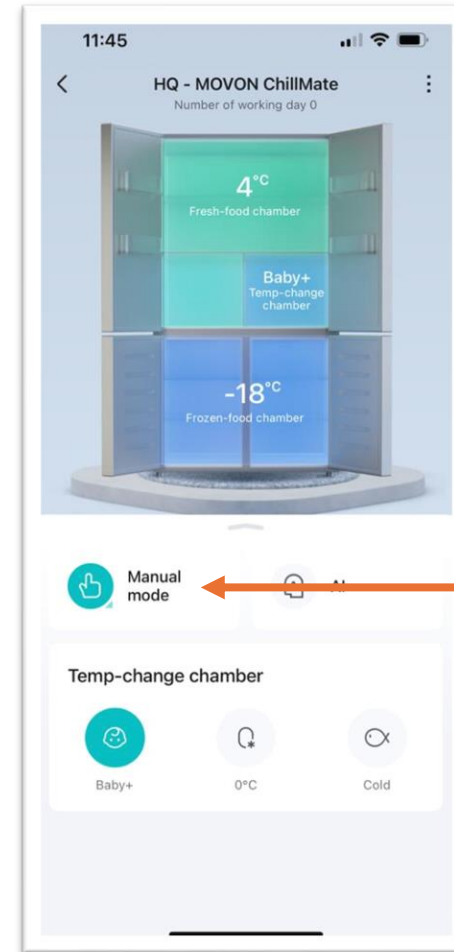 11:45
HQ - MOVON ChillMate
Number of working day 0
4°C
Fresh-food chamber
Baby+
Temp-change
chamber
-18°C
Frozen-food chamber
Manual
mode
AI
Temp-change chamber
Baby+
0°C
Cold